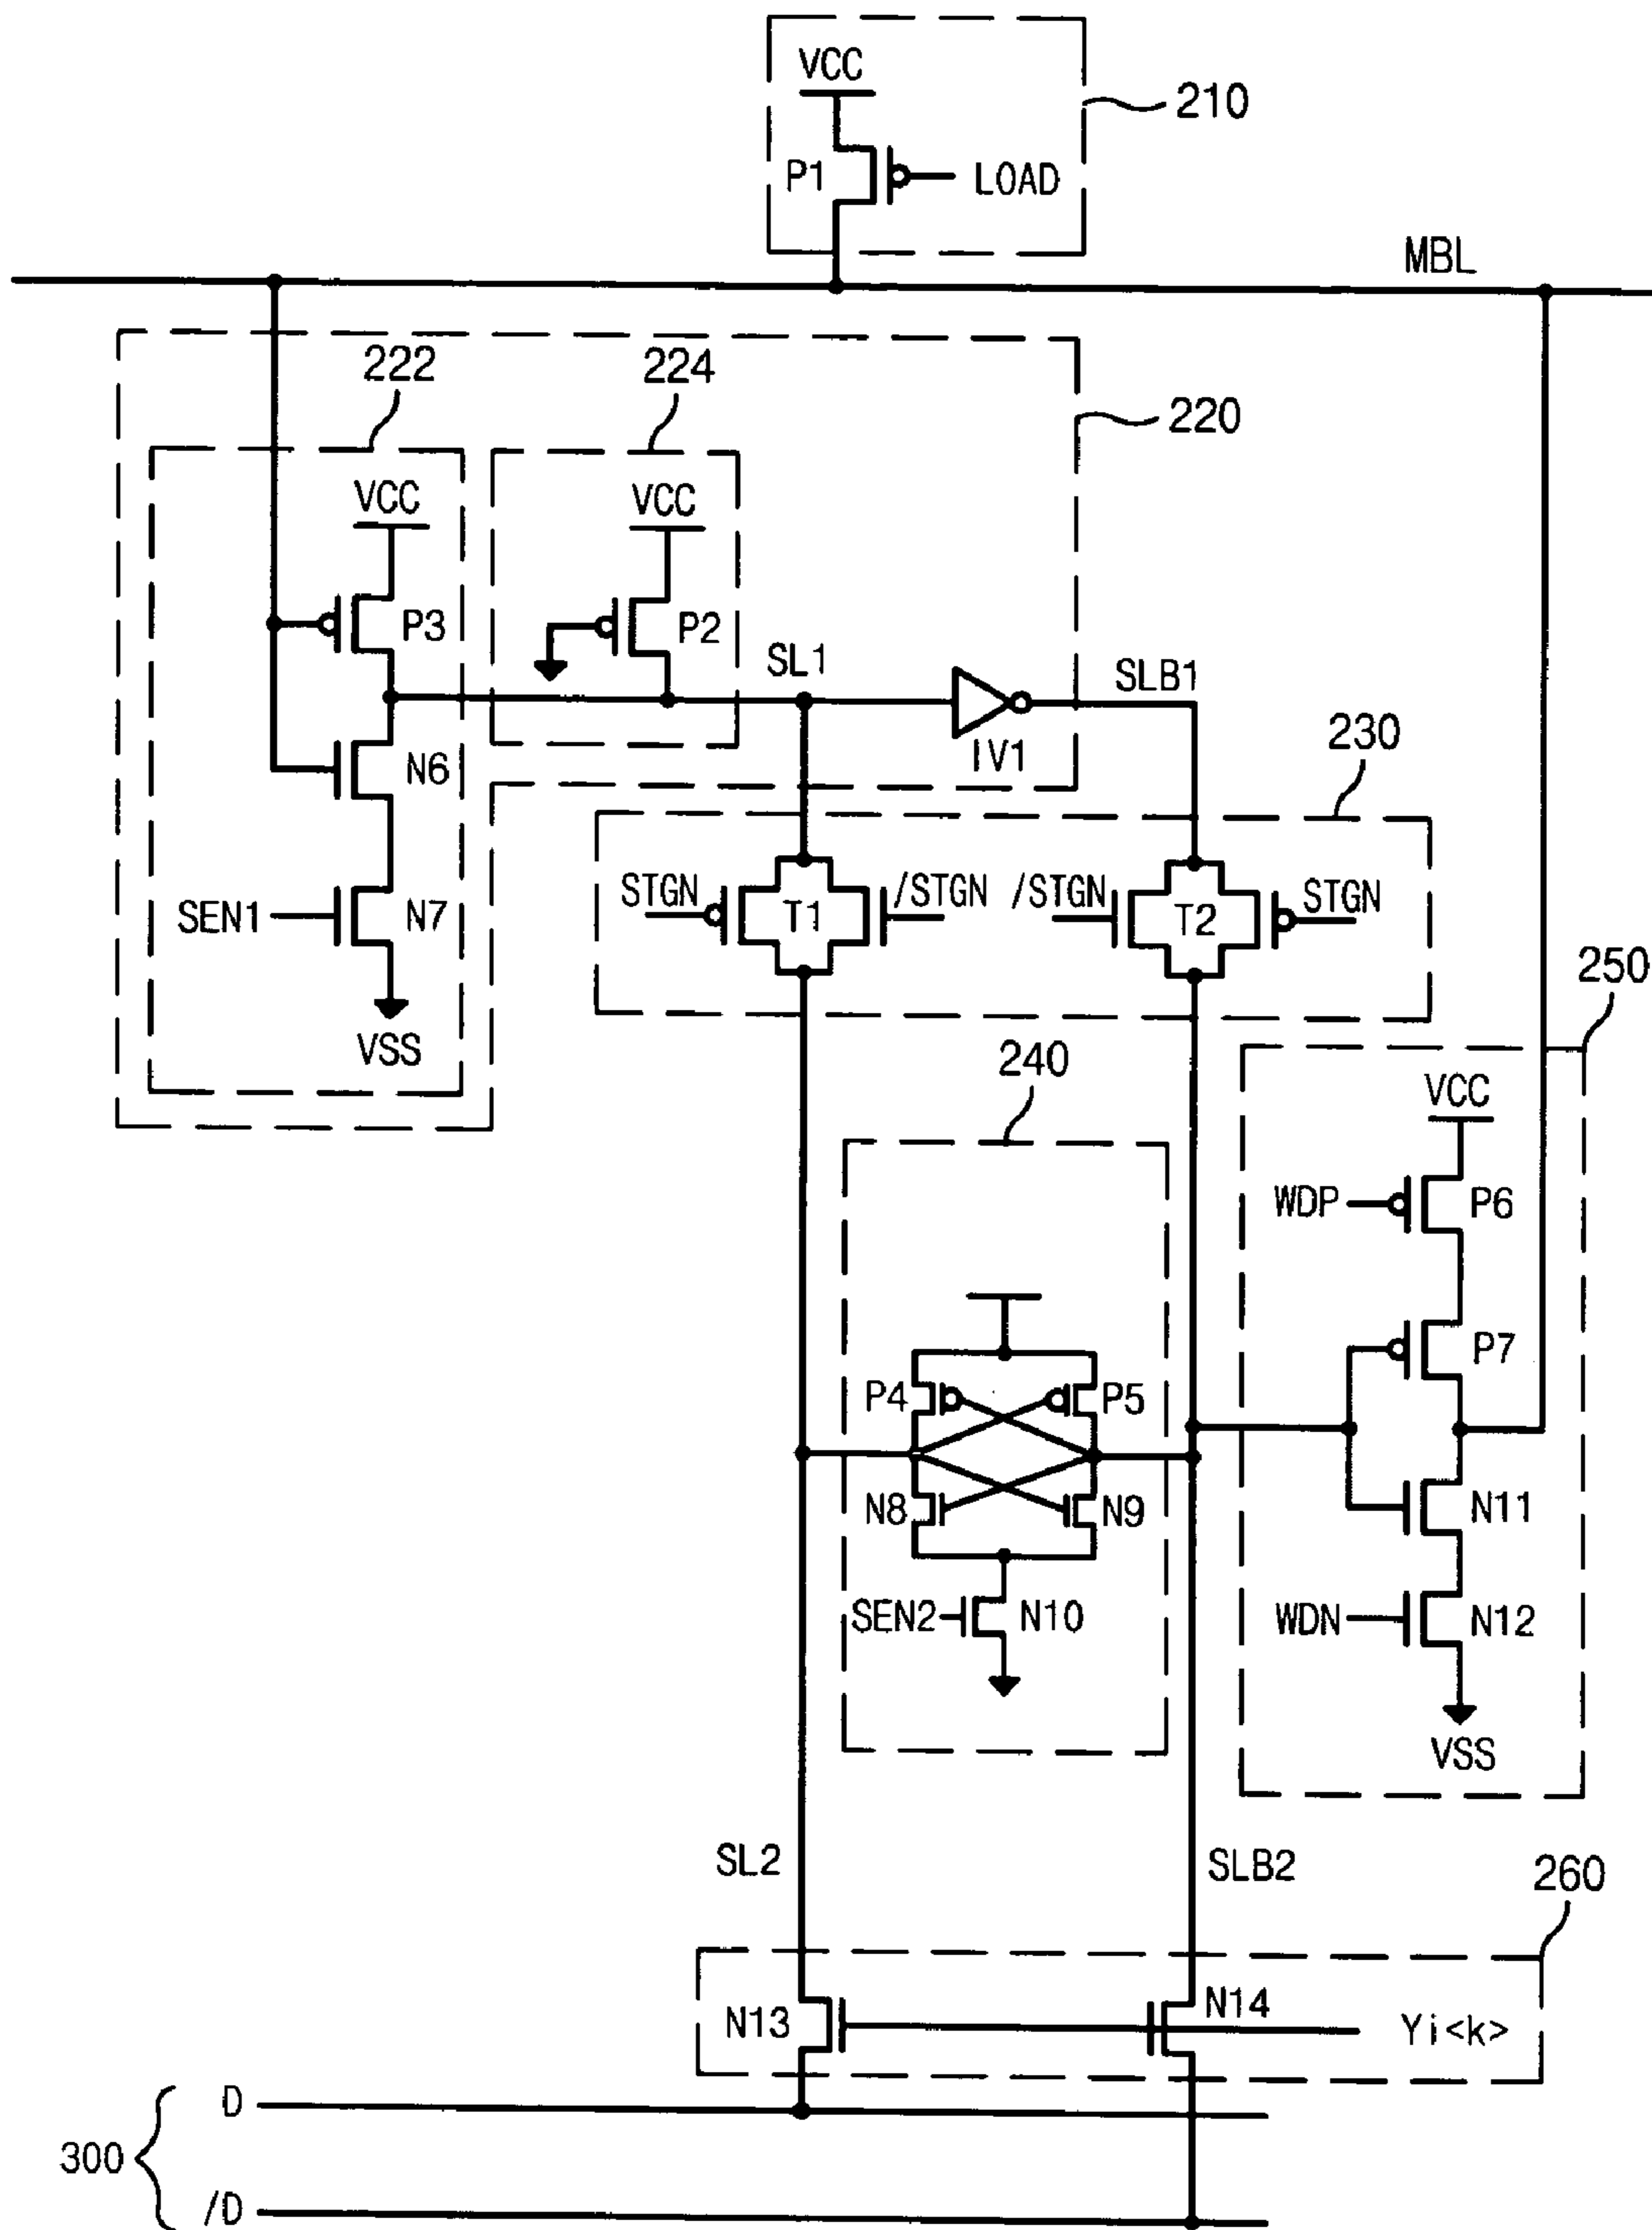 VCC
210
P1
LOAD
MBL
222
224
220
VCC
VCC
P3
P2
SL1
SLB1
230
N6
IV1
STGN
T1
/STGN
/STGN
T2
STGN
SEN1
N7
250
VSS
240
VCC
WDP
P6
P7
P4
P5
N8
N9
N11
SEN2
N10
WDN
N12
VSS
SL2
SLB2
260
N13
N14
Yi<k>
D
300
/D